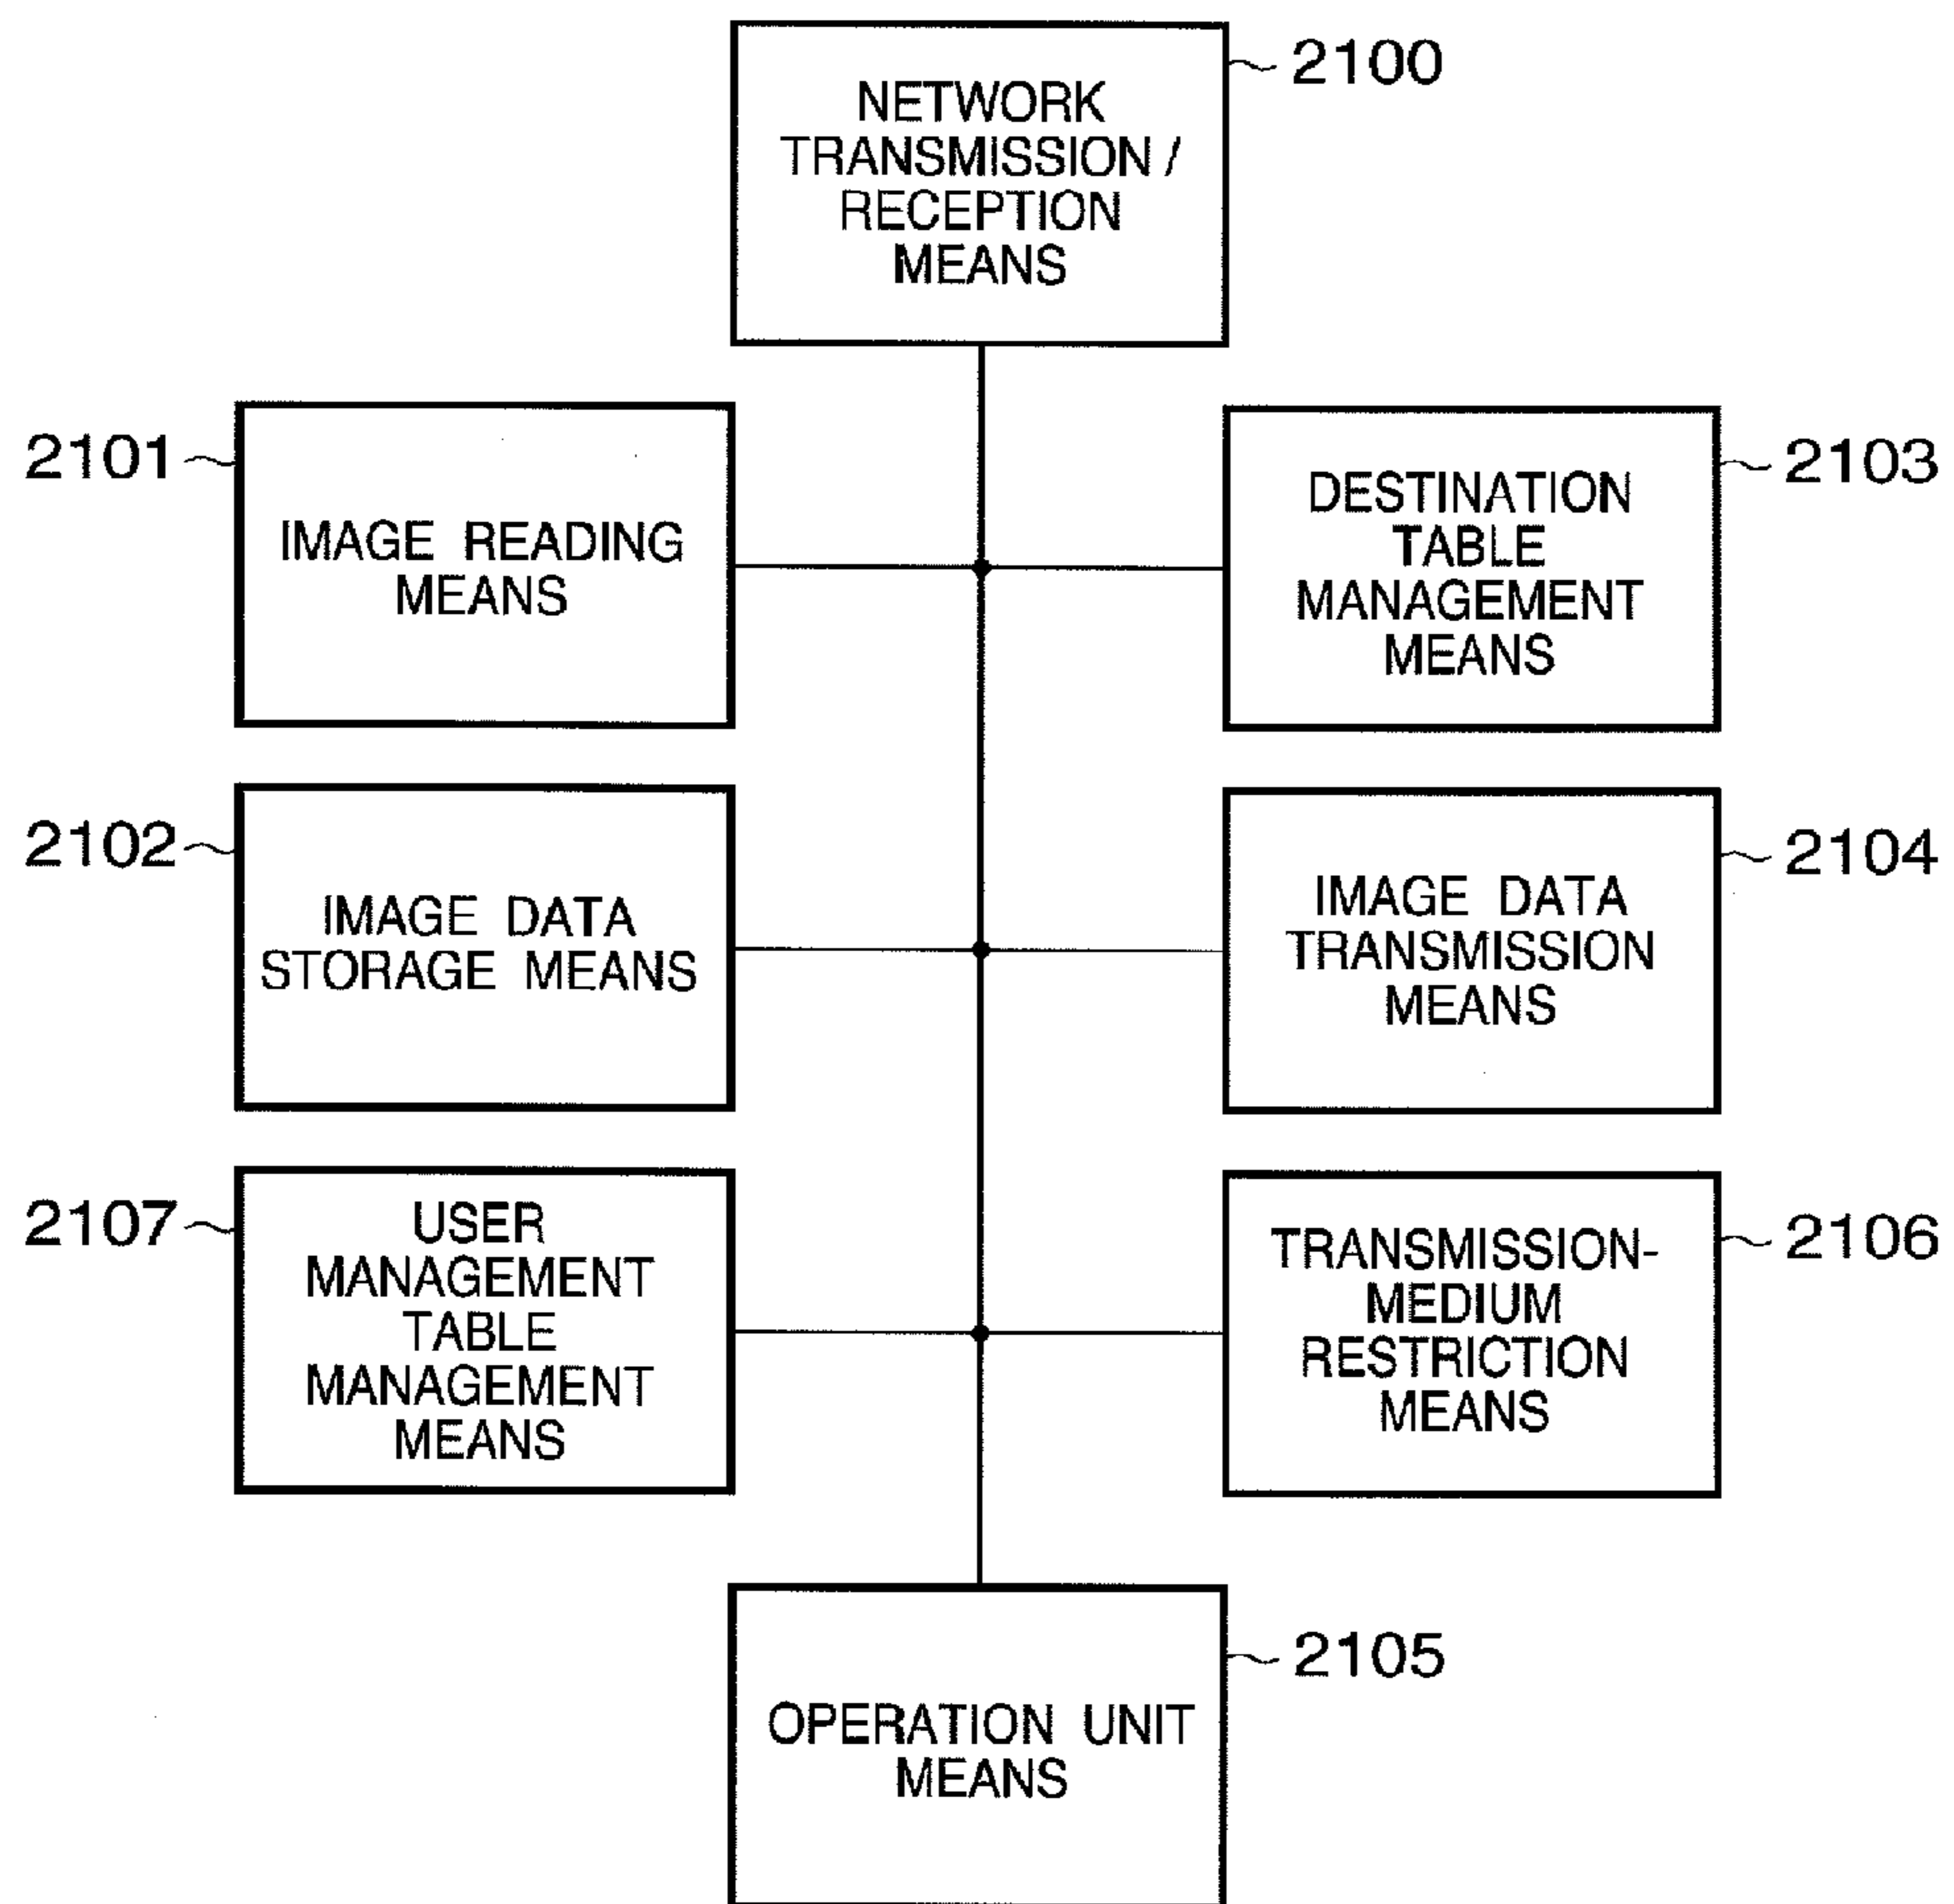 NETWORK
TRANSMISSION /
RECEPTION
MEANS
2100
2101
IMAGE READING
MEANS
DESTINATION
TABLE
MANAGEMENT
MEANS
2103
2102
IMAGE DATA
STORAGE MEANS
IMAGE DATA
TRANSMISSION
MEANS
2104
2107
USER
MANAGEMENT
TABLE
MANAGEMENT
MEANS
TRANSMISSION-
MEDIUM
RESTRICTION
MEANS
2106
OPERATION UNIT
MEANS
2105